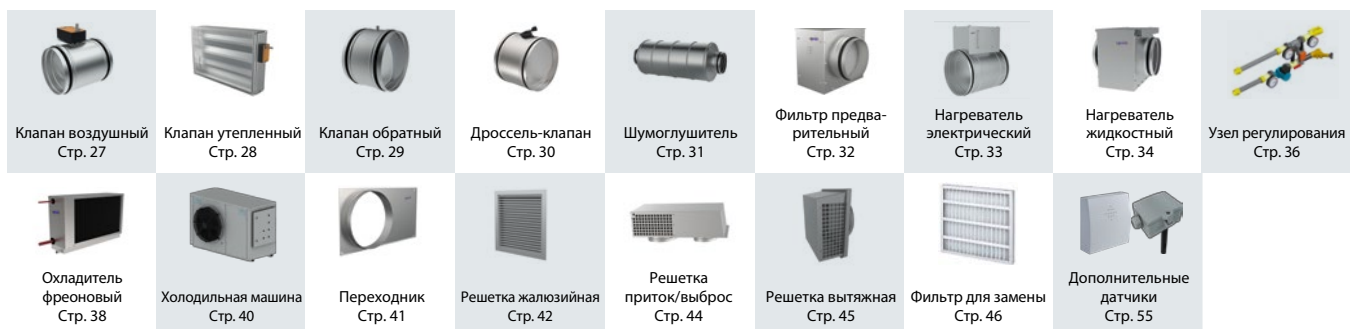 Клапан воздушный
Стр. 27
Клапан утепленный
Стр. 28
Клапан обратный
Стр. 29
Дроссель-клапан
Стр. 30
Шумоглушитель
Стр. 31
Фильтр предва-
рительный
Стр. 32
Нагреватель
электрический
Стр. 33
Нагреватель
жидкостный
Стр. 34
Узел регулирования
Стр. 36
Охладитель
фреоновый
Стр. 38
Холодильная машина
Стр. 40
Переходник
Стр. 41
Решетка жалюзийная
Стр. 42
Решетка
приток/выброс
Стр. 44
Решетка вытяжная
Стр. 45
Фильтр для замены
Стр. 46
Дополнительные
датчики
Стр. 55